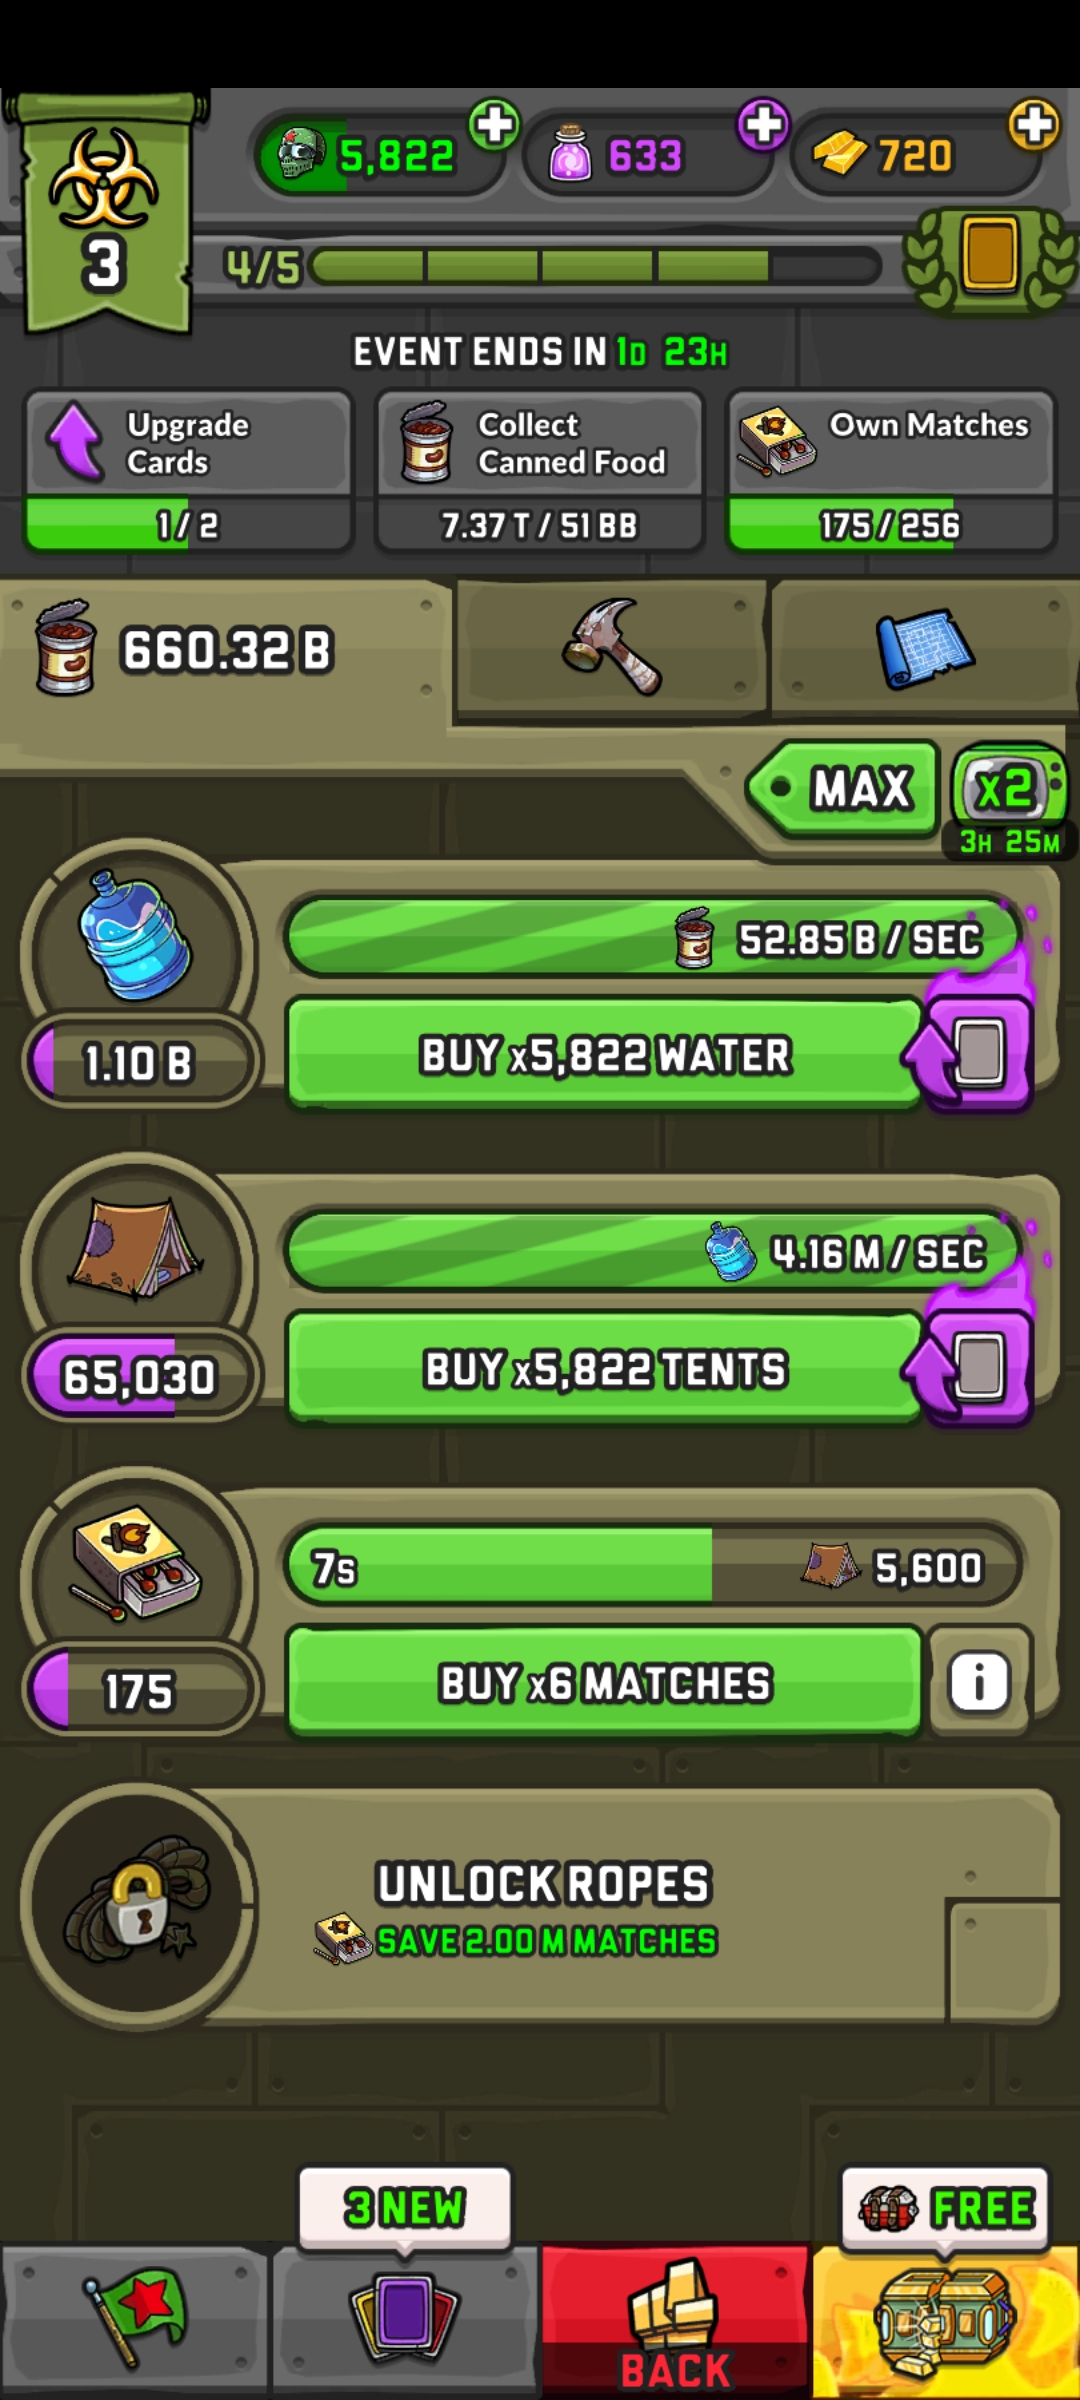 5,822
633
720
3
4/5
EVENT ENDS IN 1D 23H
Upgrade
Cards
1/2
Collect
Canned Food
7.37 T / 51 BB
Own Matches
175/256
660.32 B
MAX
x2
3H 25M
52.85 B / SEC
1.10 B
BUY x5,822 WATER
4.16 M / SEC
65,030
BUY x5,822 TENTS
7s
5,600
175
BUY x6 MATCHES
i
UNLOCK ROPES
SAVE 2.00 M MATCHES
3 NEW
FREE
BACK